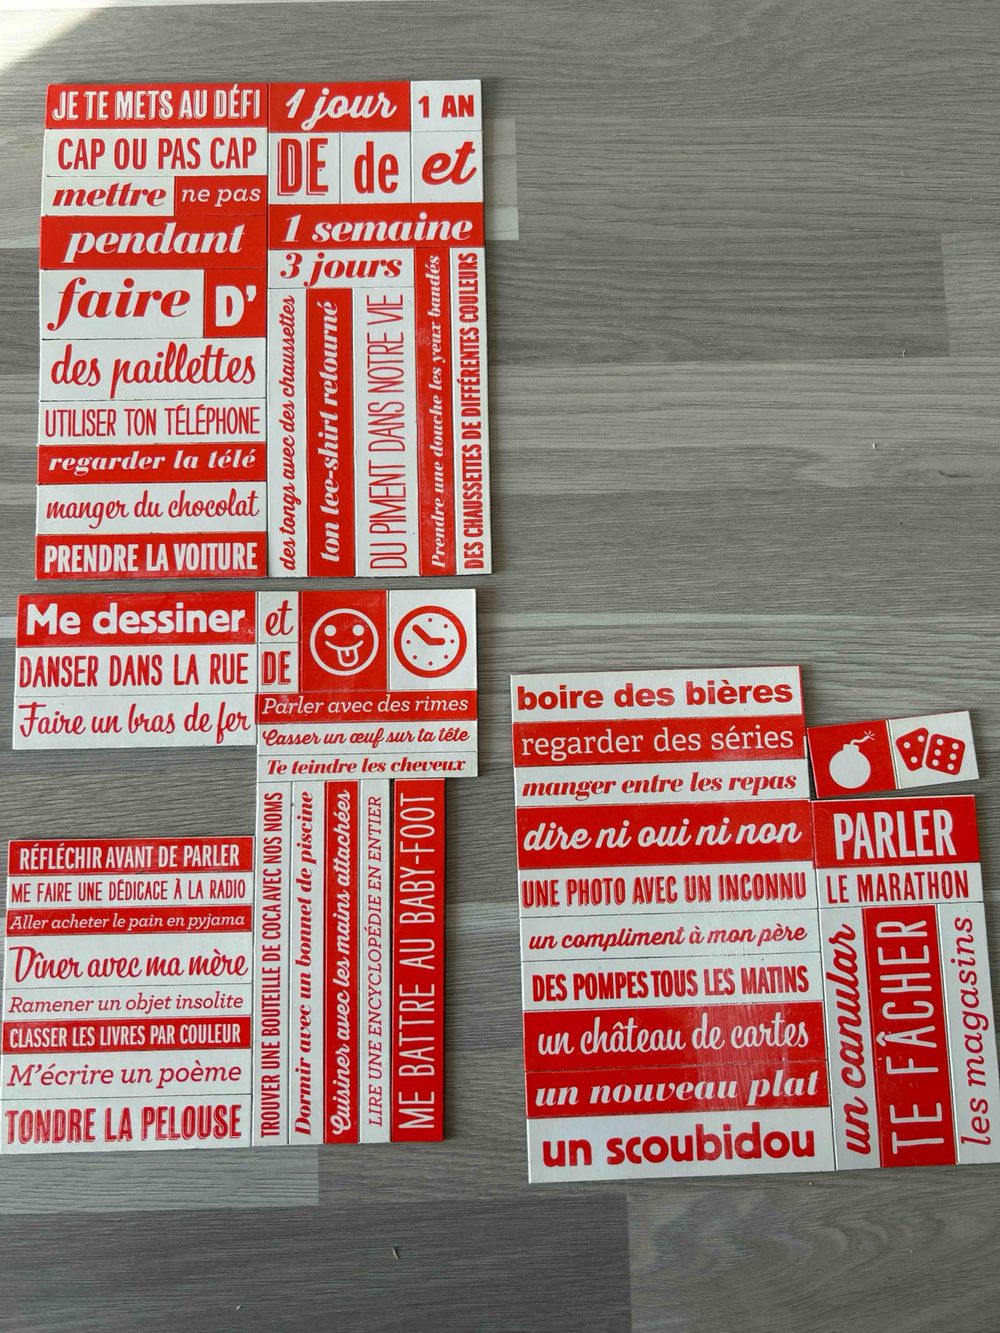 JE TE METS AU DÉFI
CAP OU PAS CAP
mettre ne pas
pendant
faire D'
des paillettes
UTILISER TON TÉLÉPHONE
regarder la télé
manger du chocolat
PRENDRE LA VOITURE
1 jour 1 AN
DE de et
1 semaine
3 jours
des tongs avec des chaussettes
ton tee-shirt retourné
DU PIMENT DANS NOTRE VIE
Prendre une douche les yeux bandés
DES CHAUSSETTES DE DIFFÉRENTES COULEURS
Me dessiner
DANSER DANS LA RUE
Faire un bras de fer
et
DE
Parler avec des rimes
Casser un œuf sur ta tête
Te teindre les cheveux
RÉFLÉCHIR AVANT DE PARLER
ME FAIRE UNE DÉDICACE À LA RADIO
Aller acheter le pain en pyjama
Dîner avec ma mère
Ramener un objet insolite
CLASSER LES LIVRES PAR COULEUR
M'écrire un poème
TONDRE LA PELOUSE
TROUVER UNE BOUTEILLE DE COCA AVEC NOS NOMS
Dormir avec un bonnet de piscine
Cuisiner avec les mains attachées
LIRE UNE ENCYCLOPÉDIE EN ENTIER
ME BATTRE AU BABY-FOOT
boire des bières
regarder des séries
manger entre les repas
dire ni oui ni non
UNE PHOTO AVEC UN INCONNU
un compliment à mon père
DES POMPES TOUS LES MATINS
un château de cartes
un nouveau plat
un scoubidou
PARLER
LE MARATHON
un canular
TE FÂCHER
les magasins